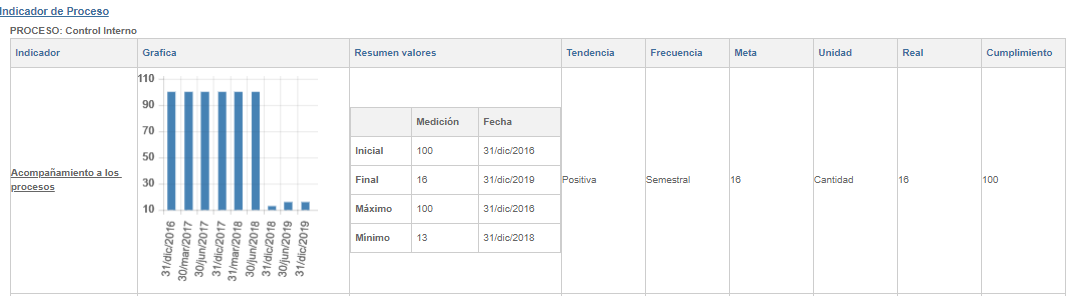 Indicador de Proceso
PROCESO: Control Interno
Indicador Grafica Resumen valores Tendencia Frecuencia Meta Unidad Real Cumplimiento
Acompañamiento a los
procesos
110
90
70
50
30
10
31/dic/2016
30/mar/2017
30/jun/2017
31/dic/2017
31/mar/2018
30/jun/2018
31/dic/2018
30/jun/2019
31/dic/2019
Medición Fecha
Inicial 100 31/dic/2016
Final 16 31/dic/2019
Máximo 100 31/dic/2016
Mínimo 13 31/dic/2018
Positiva Semestral 16 Cantidad 16 100